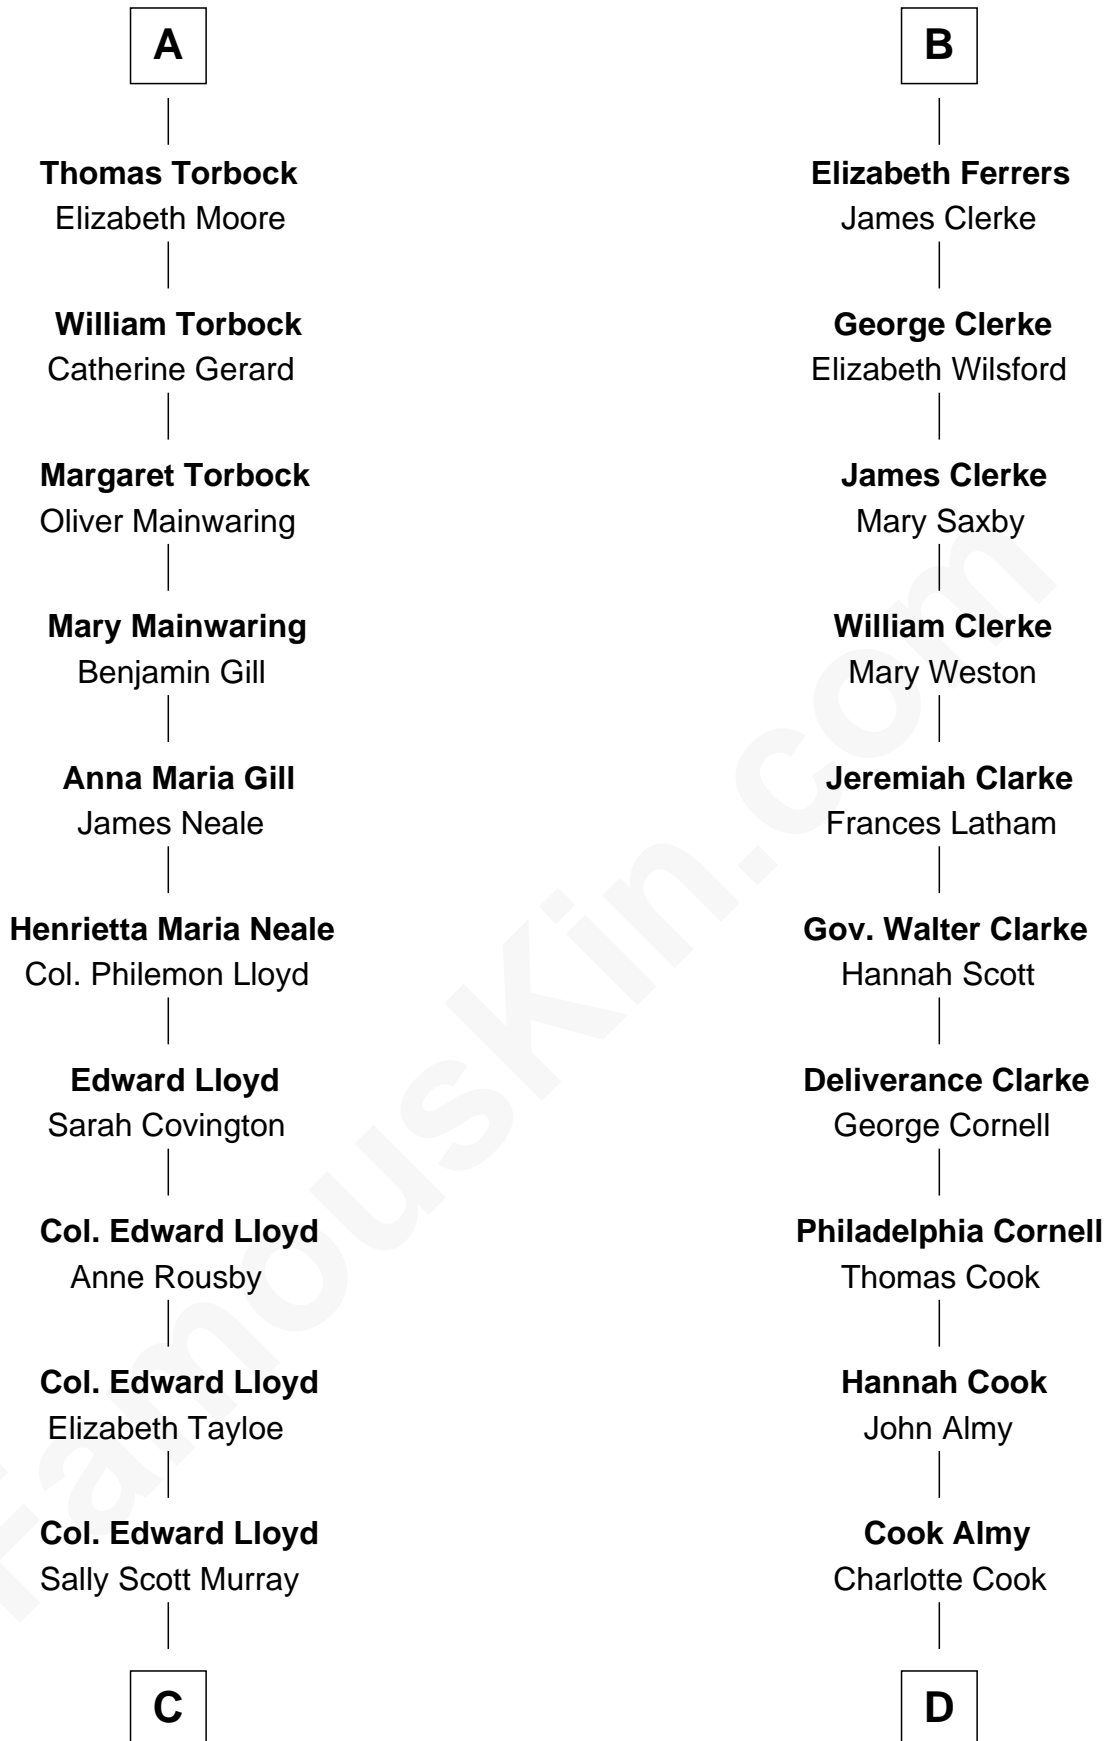 A
Thomas Torbock
Elizabeth Moore
William Torbock
Catherine Gerard
Margaret Torbock
Oliver Mainwaring
Mary Mainwaring
Benjamin Gill
Anna Maria Gill
James Neale
Henrietta Maria Neale
Col. Philemon Lloyd
Edward Lloyd
Sarah Covington
Col. Edward Lloyd
Anne Rousby
Col. Edward Lloyd
Elizabeth Tayloe
Col. Edward Lloyd
Sally Scott Murray
C
B
Elizabeth Ferrers
James Clerke
George Clerke
Elizabeth Wilsford
James Clerke
Mary Saxby
William Clerke
Mary Weston
Jeremiah Clarke
Frances Latham
Gov. Walter Clarke
Hannah Scott
Deliverance Clarke
George Cornell
Philadelphia Cornell
Thomas Cook
Hannah Cook
John Almy
Cook Almy
Charlotte Cook
D
FamousKin.com